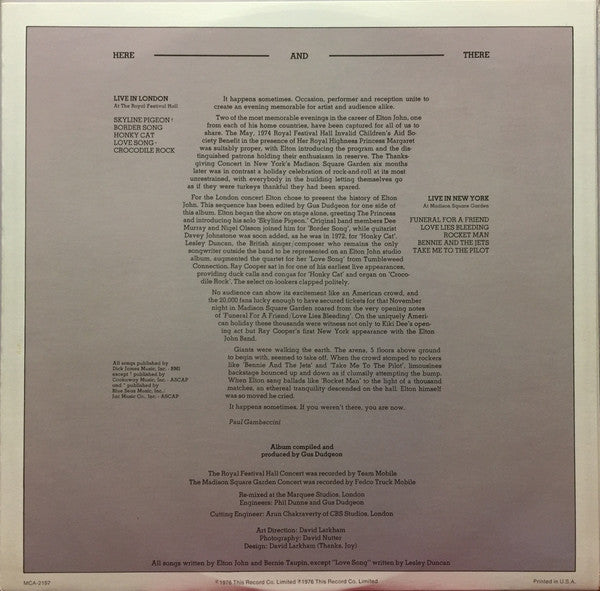 HERE AND THERE
LIVE IN LONDON
At The Royal Festival Hall
SKYLINE PIGEON
BORDER SONG
HONKY CAT
LOVE SONG
CROCODILE ROCK
It happens sometimes. Occasion, performer and reception unite to
create an evening memorable for artist and audience alike.
Two of the most memorable evenings in the career of Elton John, one
from each of his home countries, have been captured for all of us to
share. The May, 1974 Royal Festival Hall Invalid Children's Aid So-
ciety Benefit in the presence of Her Royal Highness Princess Margaret
was suitably proper, with Elton introducing the program and the dis-
tinguished patrons holding their enthusiasm in reserve. The Thanks-
giving Concert in New York's Madison Square Garden six months
later was in contrast a holiday celebration of rock-and-roll at its most
unrestrained, with everybody in the building letting themselves go
as if they were turkeys thankful they had been spared.
For the London concert Elton chose to present the history of Elton
John. This sequence has been edited by Gus Dudgeon for one side of
this album. Elton began the show on stage alone, greeting The Princess
and introducing his solo 'Skyline Pigeon.' Original band members Dee
Murray and Nigel Olsson joined him for 'Border Song', while guitarist
Davey Johnstone was soon added, as he was in 1972, for 'Honky Cat'.
Lesley Duncan, the British singer/composer who remains the only
songwriter outside the band to be represented on an Elton John studio
album, augmented the quartet for her 'Love Song' from Tumbleweed
Connection. Ray Cooper sat in for one of his earliest live appearances,
providing duck calls and congas for 'Honky Cat' and organ on 'Croco-
dile Rock'. The select on-lookers clapped politely.
LIVE IN NEW YORK
At Madison Square Garden
FUNERAL FOR A FRIEND
LOVE LIES BLEEDING
ROCKET MAN
BENNIE AND THE JETS
TAKE ME TO THE PILOT
No audience can show its excitement like an American crowd, and
the 20,000 fans lucky enough to have secured tickets for that November
night in Madison Square Garden roared from the very opening notes
of 'Funeral For A Friend/Love Lies Bleeding'. On the uniquely Ameri-
can holiday these thousands were witness not only to Kiki Dee's open-
ing act but Ray Cooper's first New York appearance with the Elton
John Band.
Giants were walking the earth. The arena, 5 floors above ground
to begin with, seemed to take off. When the crowd stomped to rockers
like 'Bennie And The Jets' and 'Take Me To The Pilot', limousines
backstage bounced up and down as if clumsily attempting the bump.
When Elton sang ballads like 'Rocket Man' to the light of a thousand
matches, an ethereal tranquility descended on the hall. Elton himself
was so moved he cried.
It happens sometimes. If you weren't there, you are now.
Paul Gambaccini
All songs published by
Dick James Music, Inc. - BMI
except † published by
Cookaway Music, Inc. - ASCAP
and * published by
Blue Seas Music, Inc.,
Jac Music Co., Inc. - ASCAP
Album compiled and
produced by Gus Dudgeon
The Royal Festival Hall Concert was recorded by Team Mobile
The Madison Square Garden Concert was recorded by Fedco Truck Mobile
Re-mixed at the Marquee Studios, London
Engineers: Phil Dunne and Gus Dudgeon
Cutting Engineer: Arun Chakraverty of CBS Studios, London
Art Direction: David Larkham
Photography: David Nutter
Design: David Larkham (Thanks, Joy)
All songs written by Elton John and Bernie Taupin, except "Love Song" written by Lesley Duncan
MCA-2197 ©1976 This Record Co. Limited ℗1976 This Record Co. Limited. Printed in U.S.A.